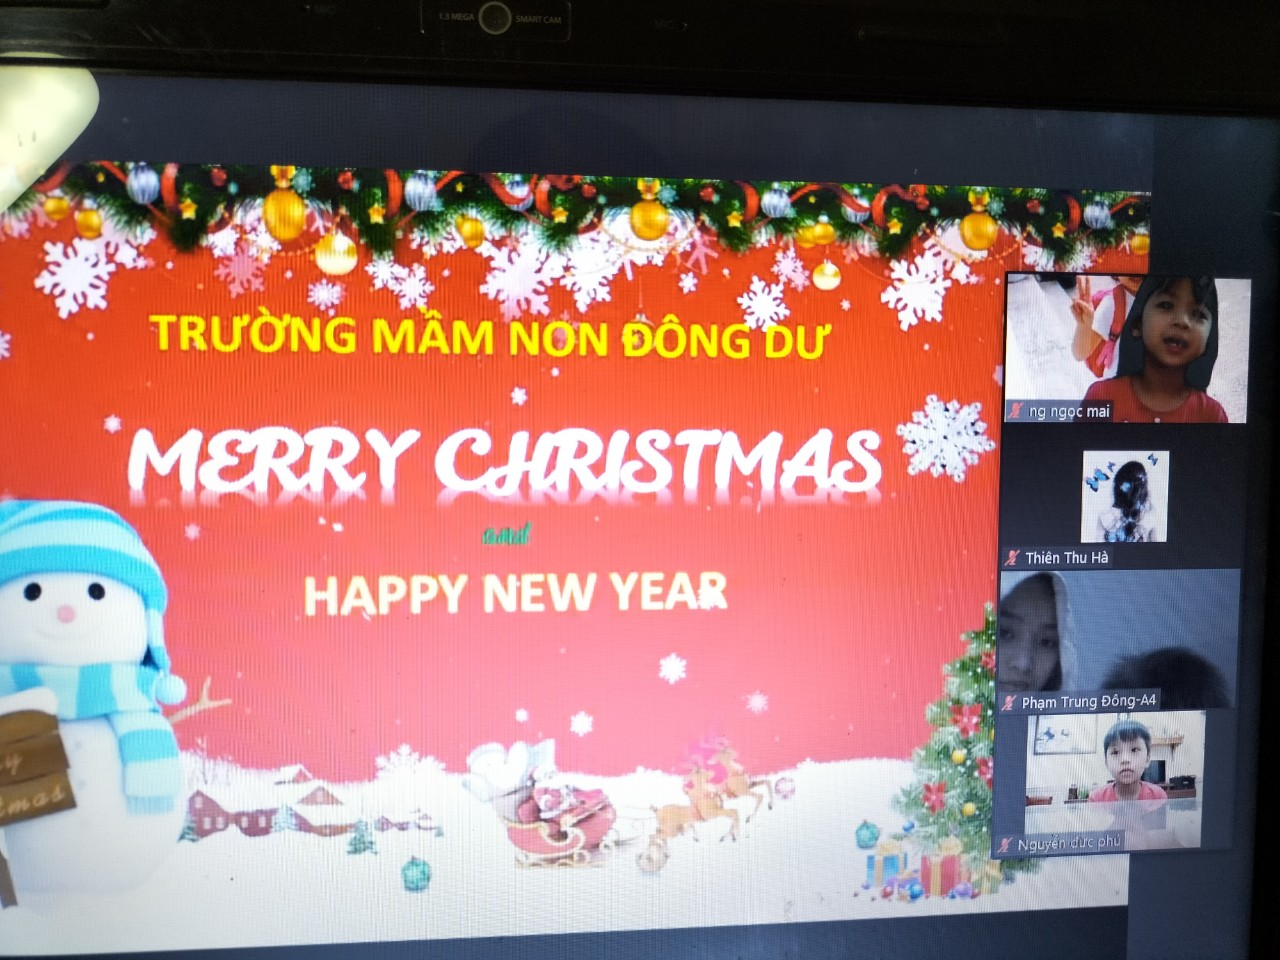 1.3 MEGA SMART CAM
MIC
TRƯỜNG MẦM NON ĐÔNG DƯ
MERRY CHRISTMAS
and
HAPPY NEW YEAR
ng ngọc mai
Thiên Thu Hà
Phạm Trung Đông-A4
Nguyễn đức phú